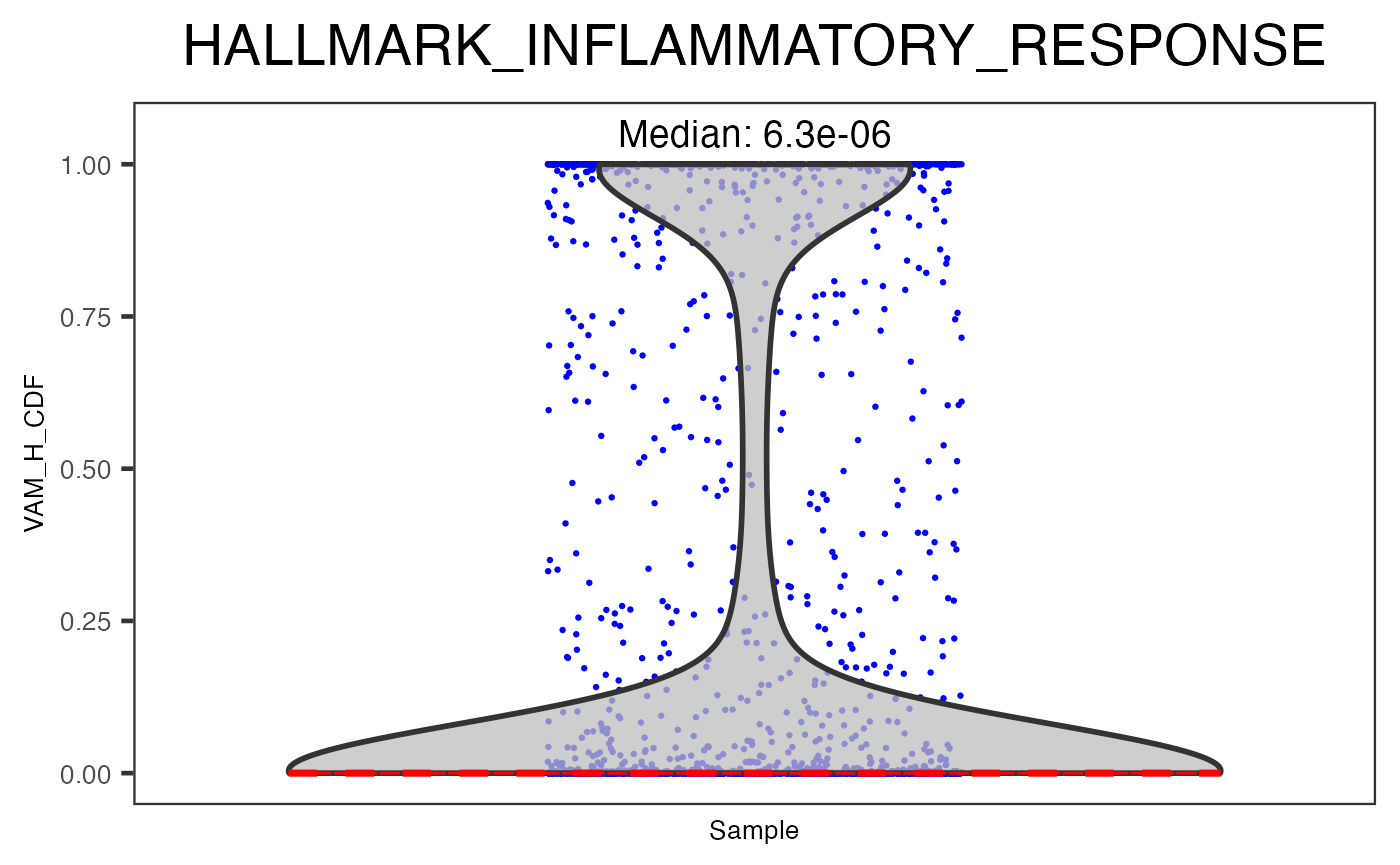 HALLMARK_INFLAMMATORY_RESPONSE
Median: 6.3e-06
1.00
0.75
0.50
0.25
0.00
VAM_H_CDF
Sample